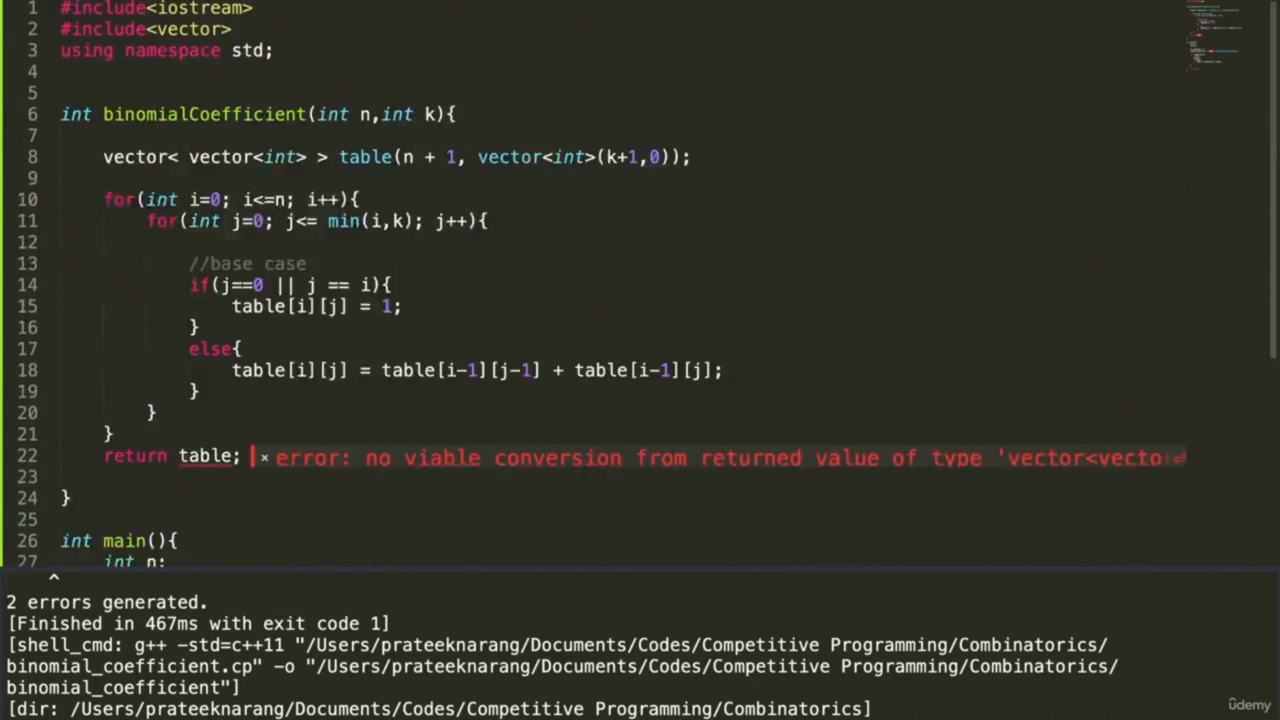 1 #include<iostream>
2 #include<vector>
3 using namespace std;
4
5
6 int binomialCoefficient(int n,int k){
7
8 vector< vector<int> > table(n + 1, vector<int>(k+1,0));
9
10 for(int i=0; i<=n; i++){
11 for(int j=0; j<= min(i,k); j++){
12
13 //base case
14 if(j==0 || j == i){
15 table[i][j] = 1;
16 }
17 else{
18 table[i][j] = table[i-1][j-1] + table[i-1][j];
19 }
20 }
21 }
22 return table; × error: no viable conversion from returned value of type 'vector<vecto
23
24 }
25
26 int main(){
27 int n;
^
2 errors generated.
[Finished in 467ms with exit code 1]
[shell_cmd: g++ -std=c++11 "/Users/prateeknarang/Documents/Codes/Competitive Programming/Combinatorics/
binomial_coefficient.cp" -o "/Users/prateeknarang/Documents/Codes/Competitive Programming/Combinatorics/
binomial_coefficient"]
[dir: /Users/prateeknarang/Documents/Codes/Competitive Programming/Combinatorics]
ûdemy